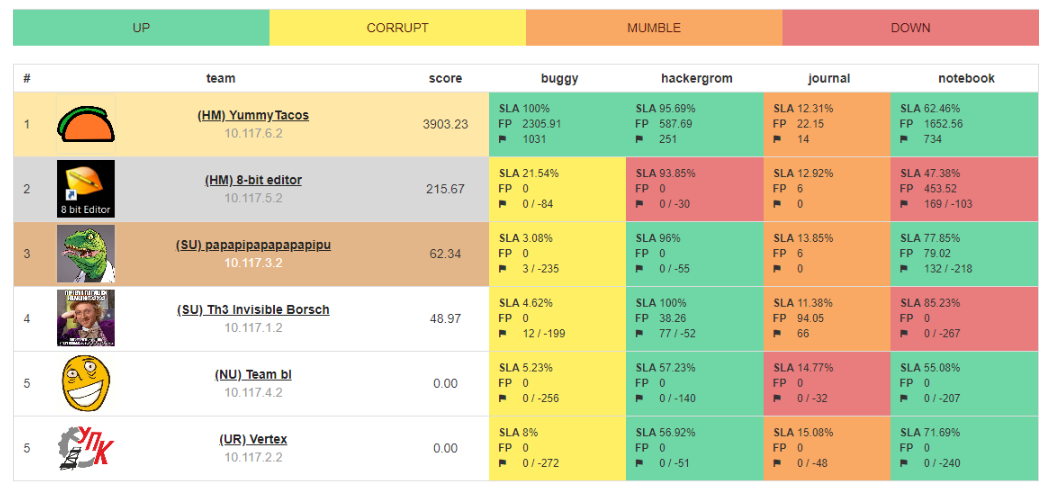 UP CORRUPT MUMBLE DOWN
# team score buggy hackergrom journal notebook
SLA 100% SLA 95.69% SLA 12.31% SLA 62.46%
1 (HM) YummyTacos 3903.23 FP 2305.91 FP 587.69 FP 22.15 FP 1652.56
10.117.6.2 1031 251 14 734
SLA 21.54% SLA 93.85% SLA 12.92% SLA 47.38%
2 (HM) 8-bit editor 215.67 FP 0 FP 0 FP 6 FP 453.52
8 bit Editor 10.117.5.2 0 / -84 0 / -30 0 169 / -103
SLA 3.08% SLA 96% SLA 13.85% SLA 77.85%
3 (SU) papapipapapapapipu 62.34 FP 0 FP 0 FP 6 FP 79.02
10.117.3.2 3 / -235 0 / -55 0 132 / -218
SLA 4.62% SLA 100% SLA 11.38% SLA 85.23%
4 (SU) Th3 Invisible Borsch 48.97 FP 0 FP 38.26 FP 94.05 FP 0
10.117.1.2 12 / -199 77 / -52 66 0 / -267
SLA 5.23% SLA 57.23% SLA 14.77% SLA 55.08%
5 (NU) Team bI 0.00 FP 0 FP 0 FP 0 FP 0
10.117.4.2 0 / -256 0 / -140 0 / -32 0 / -207
SLA 8% SLA 56.92% SLA 15.08% SLA 71.69%
5 УПК (UR) Vertex 0.00 FP 0 FP 0 FP 0 FP 0
10.117.2.2 0 / -272 0 / -51 0 / -48 0 / -240